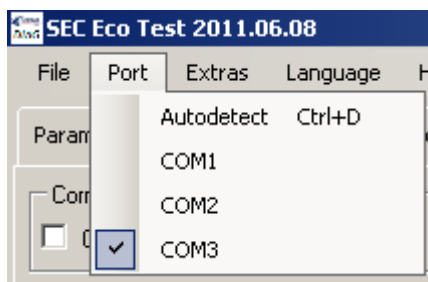 SEC Eco Test 2011.06.08
File Port Extras Language
Autodetect Ctrl+D
COM1
COM2
COM3